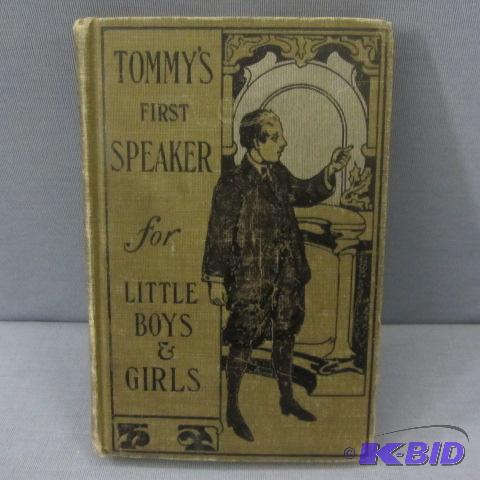 TOMMY'S
FIRST
SPEAKER
for
LITTLE
BOYS
&
GIRLS
© K-BID